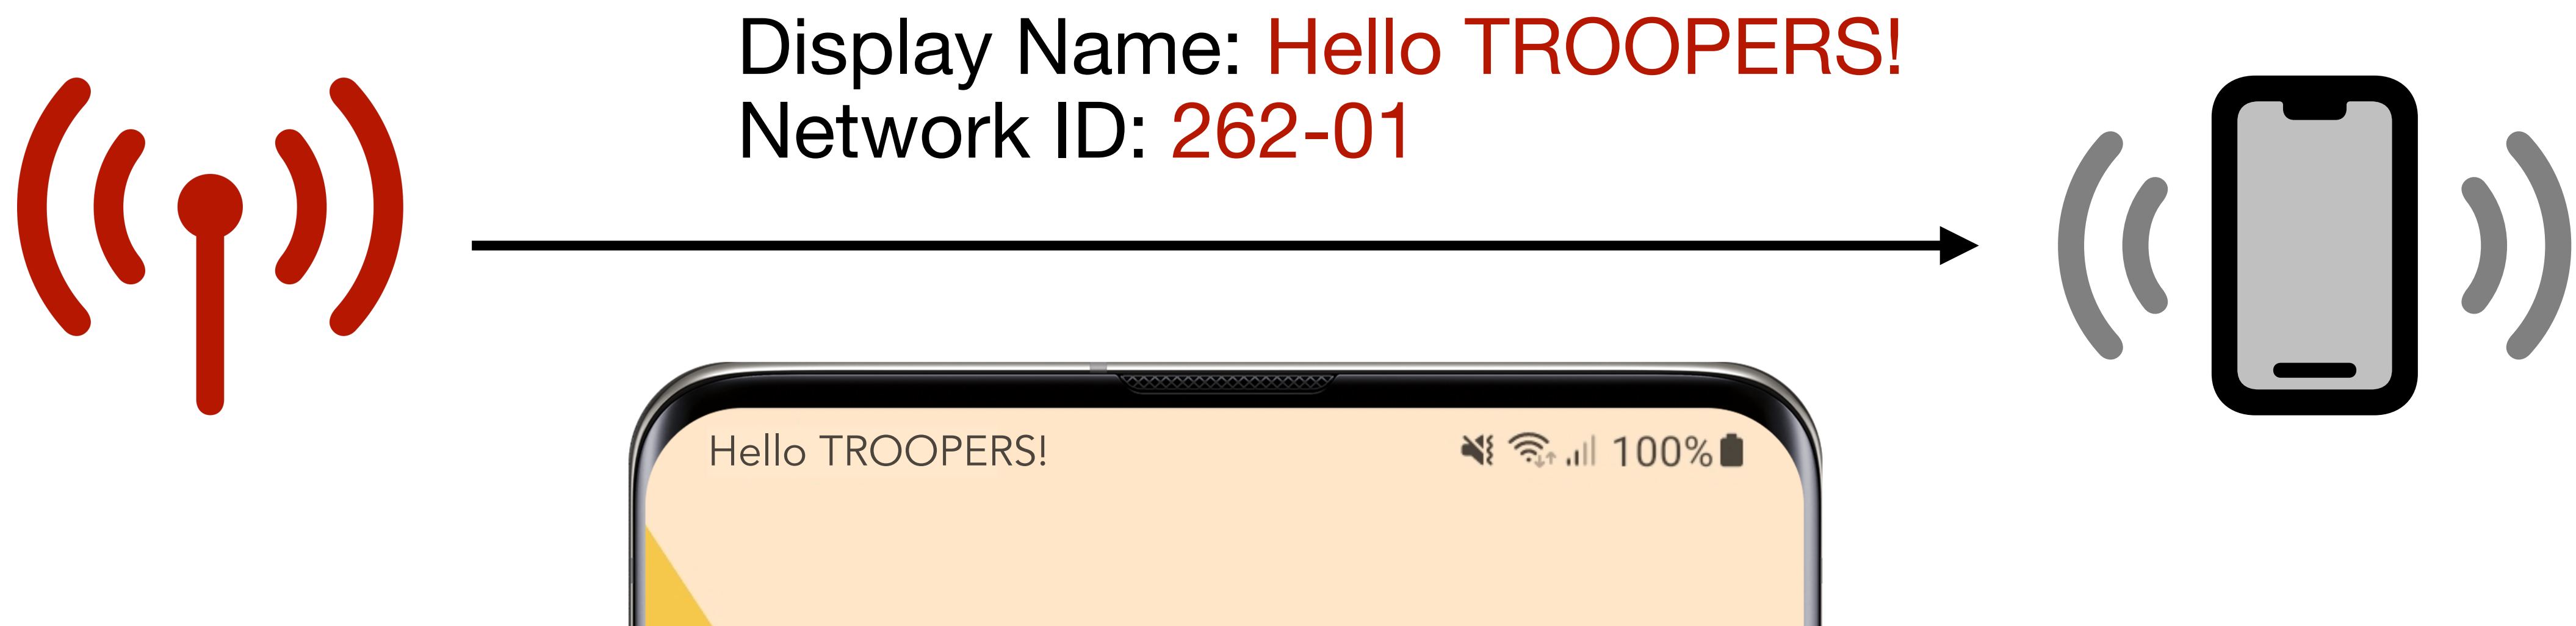 Display Name: Hello TROOPERS!
Network ID: 262-01
Hello TROOPERS! 100%